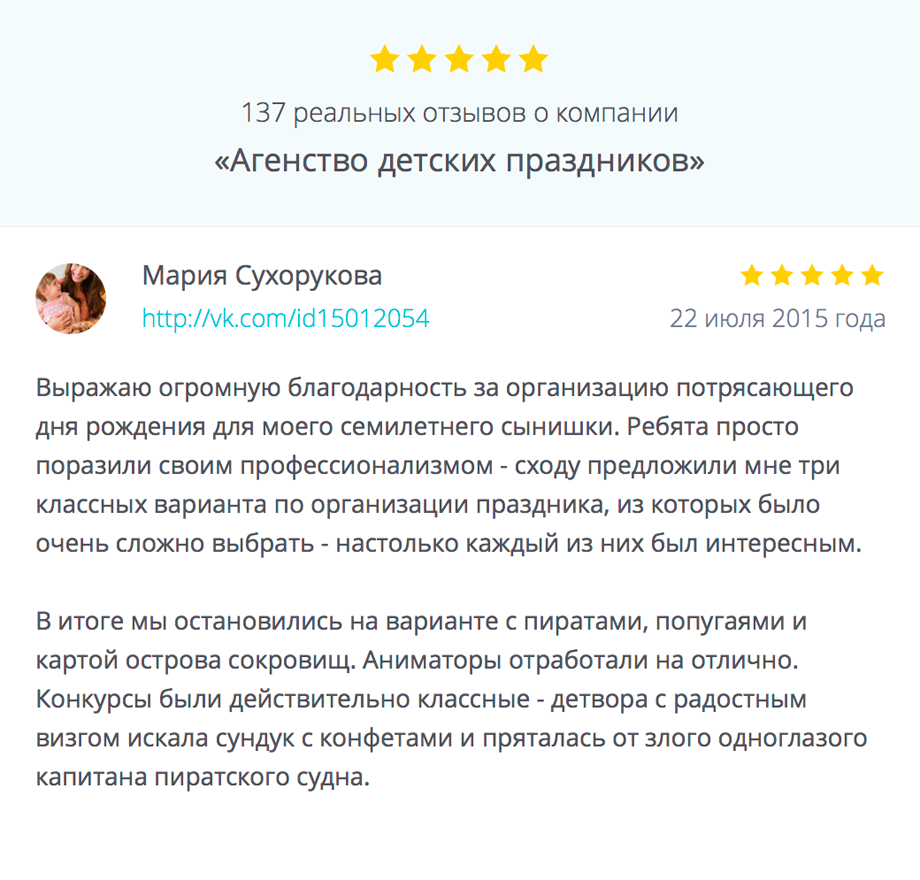 137 реальных отзывов о компании
«Агенство детских праздников»
Мария Сухорукова
http://vk.com/id15012054
22 июля 2015 года
Выражаю огромную благодарность за организацию потрясающего
дня рождения для моего семилетнего сынишки. Ребята просто
поразили своим профессионализмом - сходу предложили мне три
классных варианта по организации праздника, из которых было
очень сложно выбрать - настолько каждый из них был интересным.
В итоге мы остановились на варианте с пиратами, попугаями и
картой острова сокровищ. Аниматоры отработали на отлично.
Конкурсы были действительно классные - детвора с радостным
визгом искала сундук с конфетами и пряталась от злого одноглазого
капитана пиратского судна.